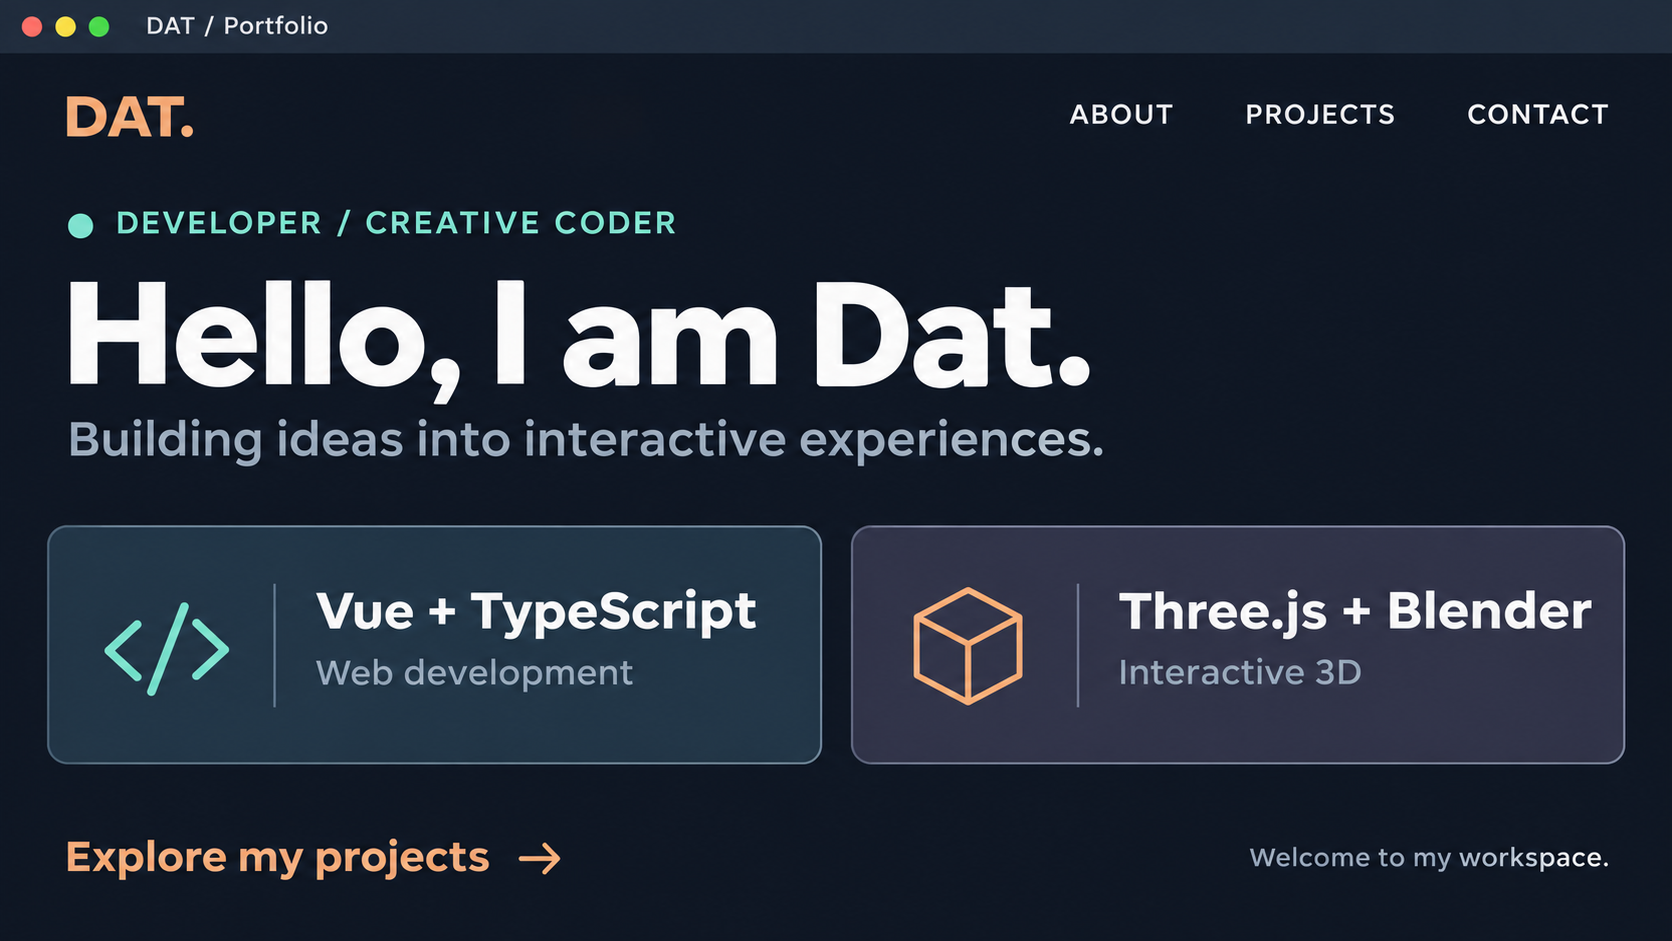 DAT / Portfolio
DAT.
ABOUT PROJECTS CONTACT
DEVELOPER / CREATIVE CODER
Hello, I am Dat.
Building ideas into interactive experiences.
Vue + TypeScript
Web development
Three.js + Blender
Interactive 3D
Explore my projects →
Welcome to my workspace.